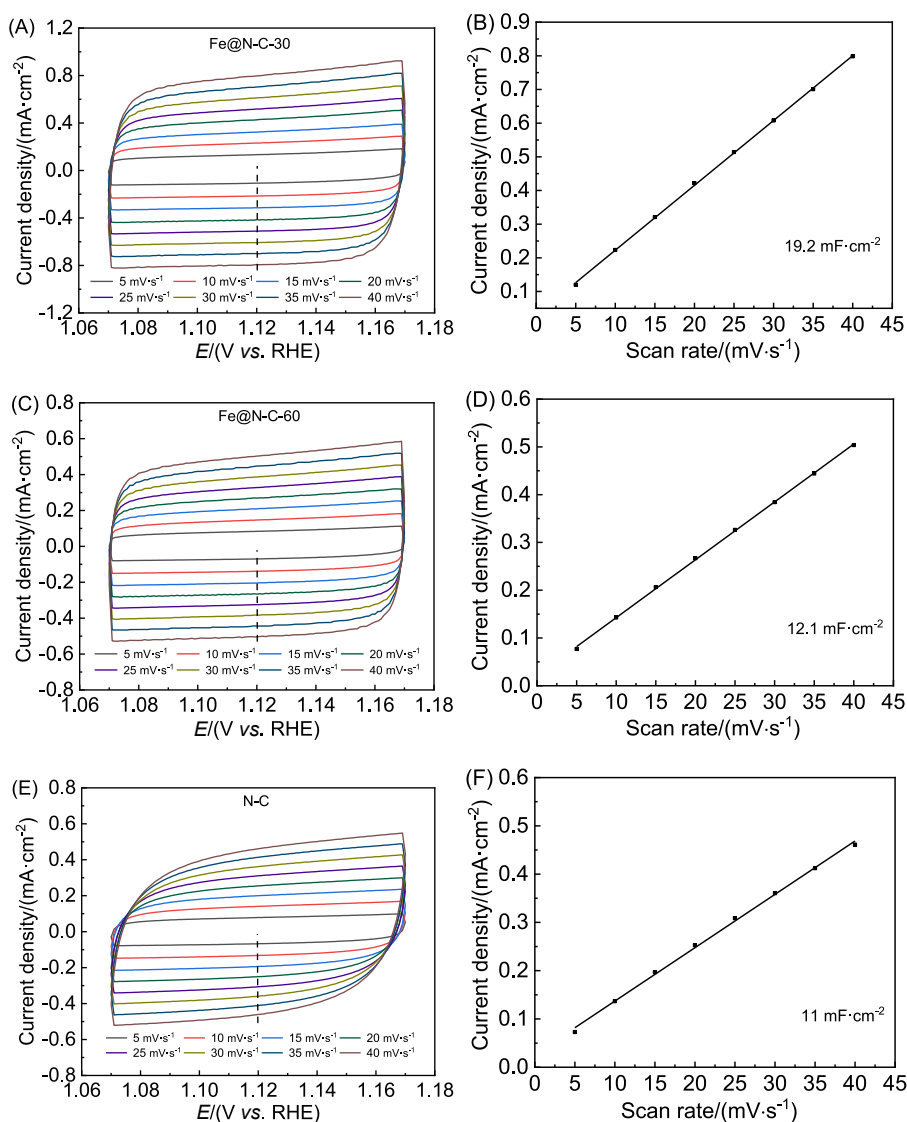 (A)
Fe@N-C-30
Current density/(mA·cm⁻²)
1.2
0.8
0.4
0.0
-0.4
-0.8
-1.2
5 mV·s⁻¹ 10 mV·s⁻¹ 15 mV·s⁻¹ 20 mV·s⁻¹
25 mV·s⁻¹ 30 mV·s⁻¹ 35 mV·s⁻¹ 40 mV·s⁻¹
1.06 1.08 1.10 1.12 1.14 1.16 1.18
E/(V vs. RHE)
(B)
Current density/(mA·cm⁻²)
0.9
0.8
0.7
0.6
0.5
0.4
0.3
0.2
0.1
19.2 mF·cm⁻²
0 5 10 15 20 25 30 35 40 45
Scan rate/(mV·s⁻¹)
(C)
Fe@N-C-60
Current density/(mA·cm⁻²)
0.8
0.6
0.4
0.2
0.0
-0.2
-0.4
-0.6
-0.8
5 mV·s⁻¹ 10 mV·s⁻¹ 15 mV·s⁻¹ 20 mV·s⁻¹
25 mV·s⁻¹ 30 mV·s⁻¹ 35 mV·s⁻¹ 40 mV·s⁻¹
1.06 1.08 1.10 1.12 1.14 1.16 1.18
E/(V vs. RHE)
(D)
Current density/(mA·cm⁻²)
0.6
0.5
0.4
0.3
0.2
0.1
0.0
12.1 mF·cm⁻²
0 5 10 15 20 25 30 35 40 45
Scan rate/(mV·s⁻¹)
(E)
N-C
Current density/(mA·cm⁻²)
0.8
0.6
0.4
0.2
0.0
-0.2
-0.4
-0.6
-0.8
5 mV·s⁻¹ 10 mV·s⁻¹ 15 mV·s⁻¹ 20 mV·s⁻¹
25 mV·s⁻¹ 30 mV·s⁻¹ 35 mV·s⁻¹ 40 mV·s⁻¹
1.06 1.08 1.10 1.12 1.14 1.16 1.18
E/(V vs. RHE)
(F)
Current density/(mA·cm⁻²)
0.6
0.5
0.4
0.3
0.2
0.1
0.0
11 mF·cm⁻²
0 5 10 15 20 25 30 35 40 45
Scan rate/(mV·s⁻¹)